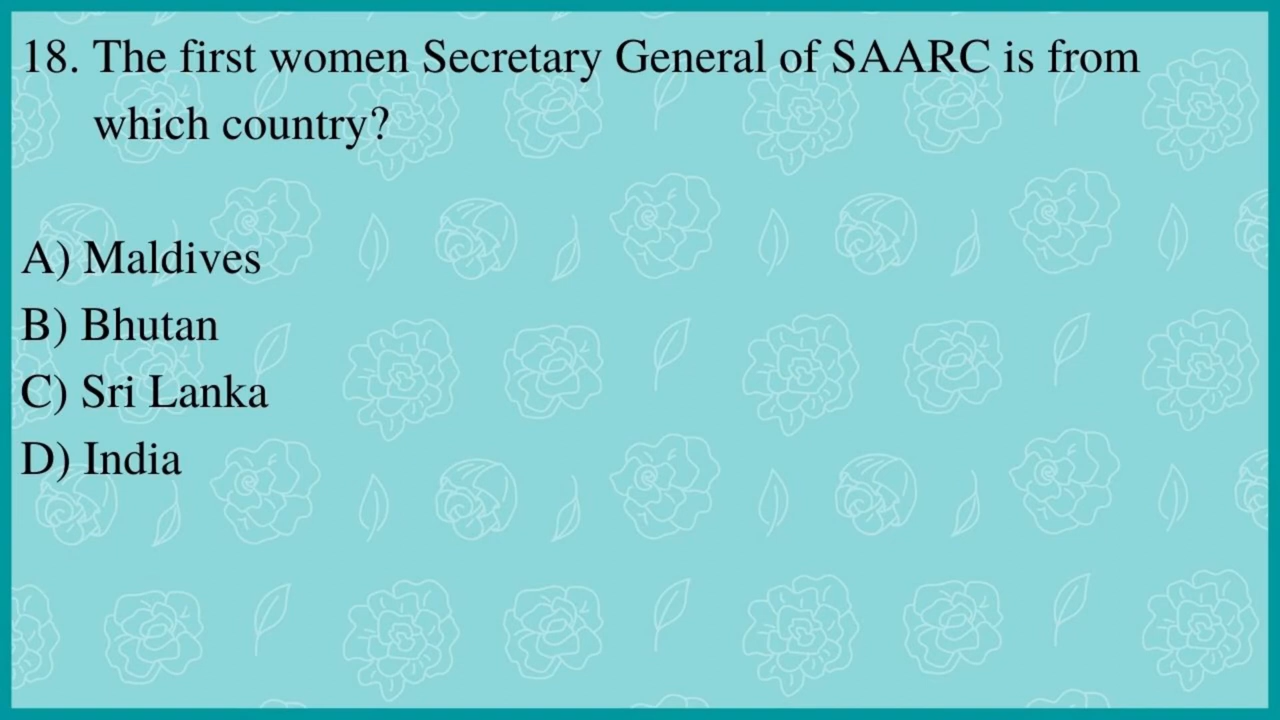 18. The first women Secretary General of SAARC is from
which country?
A) Maldives
B) Bhutan
C) Sri Lanka
D) India